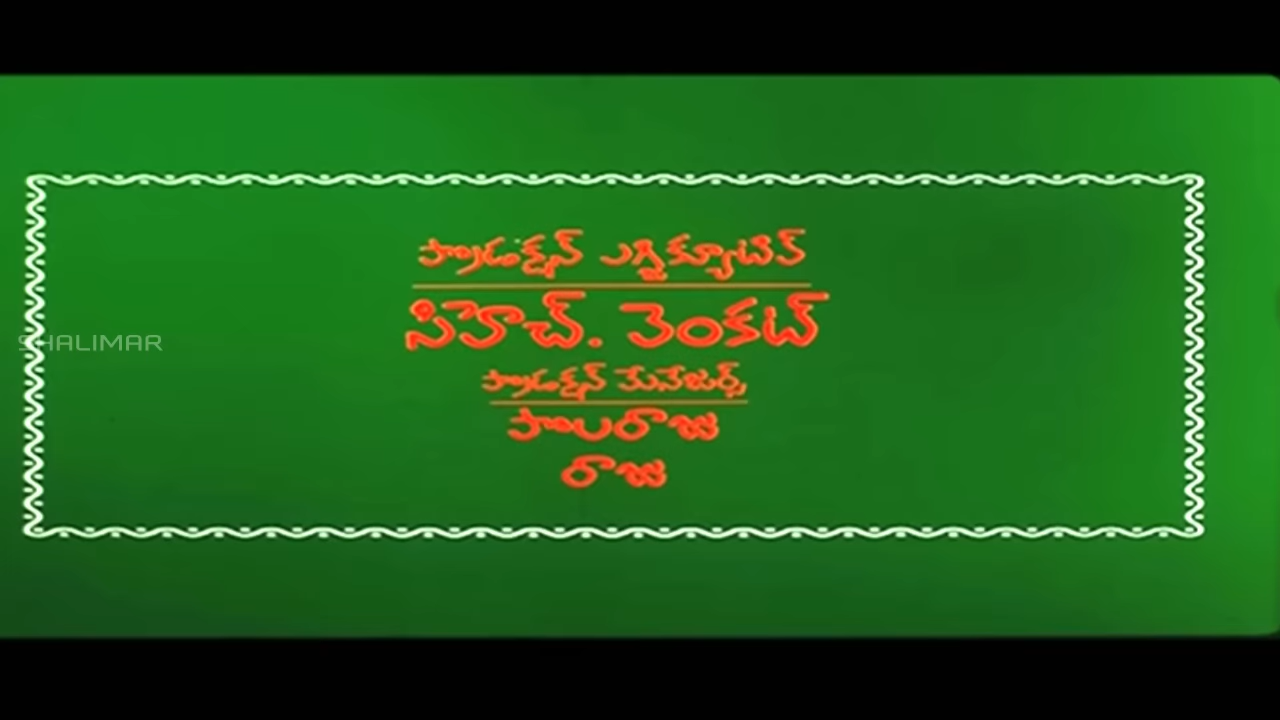 ప్రొడక్షన్ ఎగ్జిక్యూటివ్
సిహెచ్. వెంకట్
SHALIMAR
ప్రొడక్షన్ మేనేజర్స్
పోలరాజు
రాజు